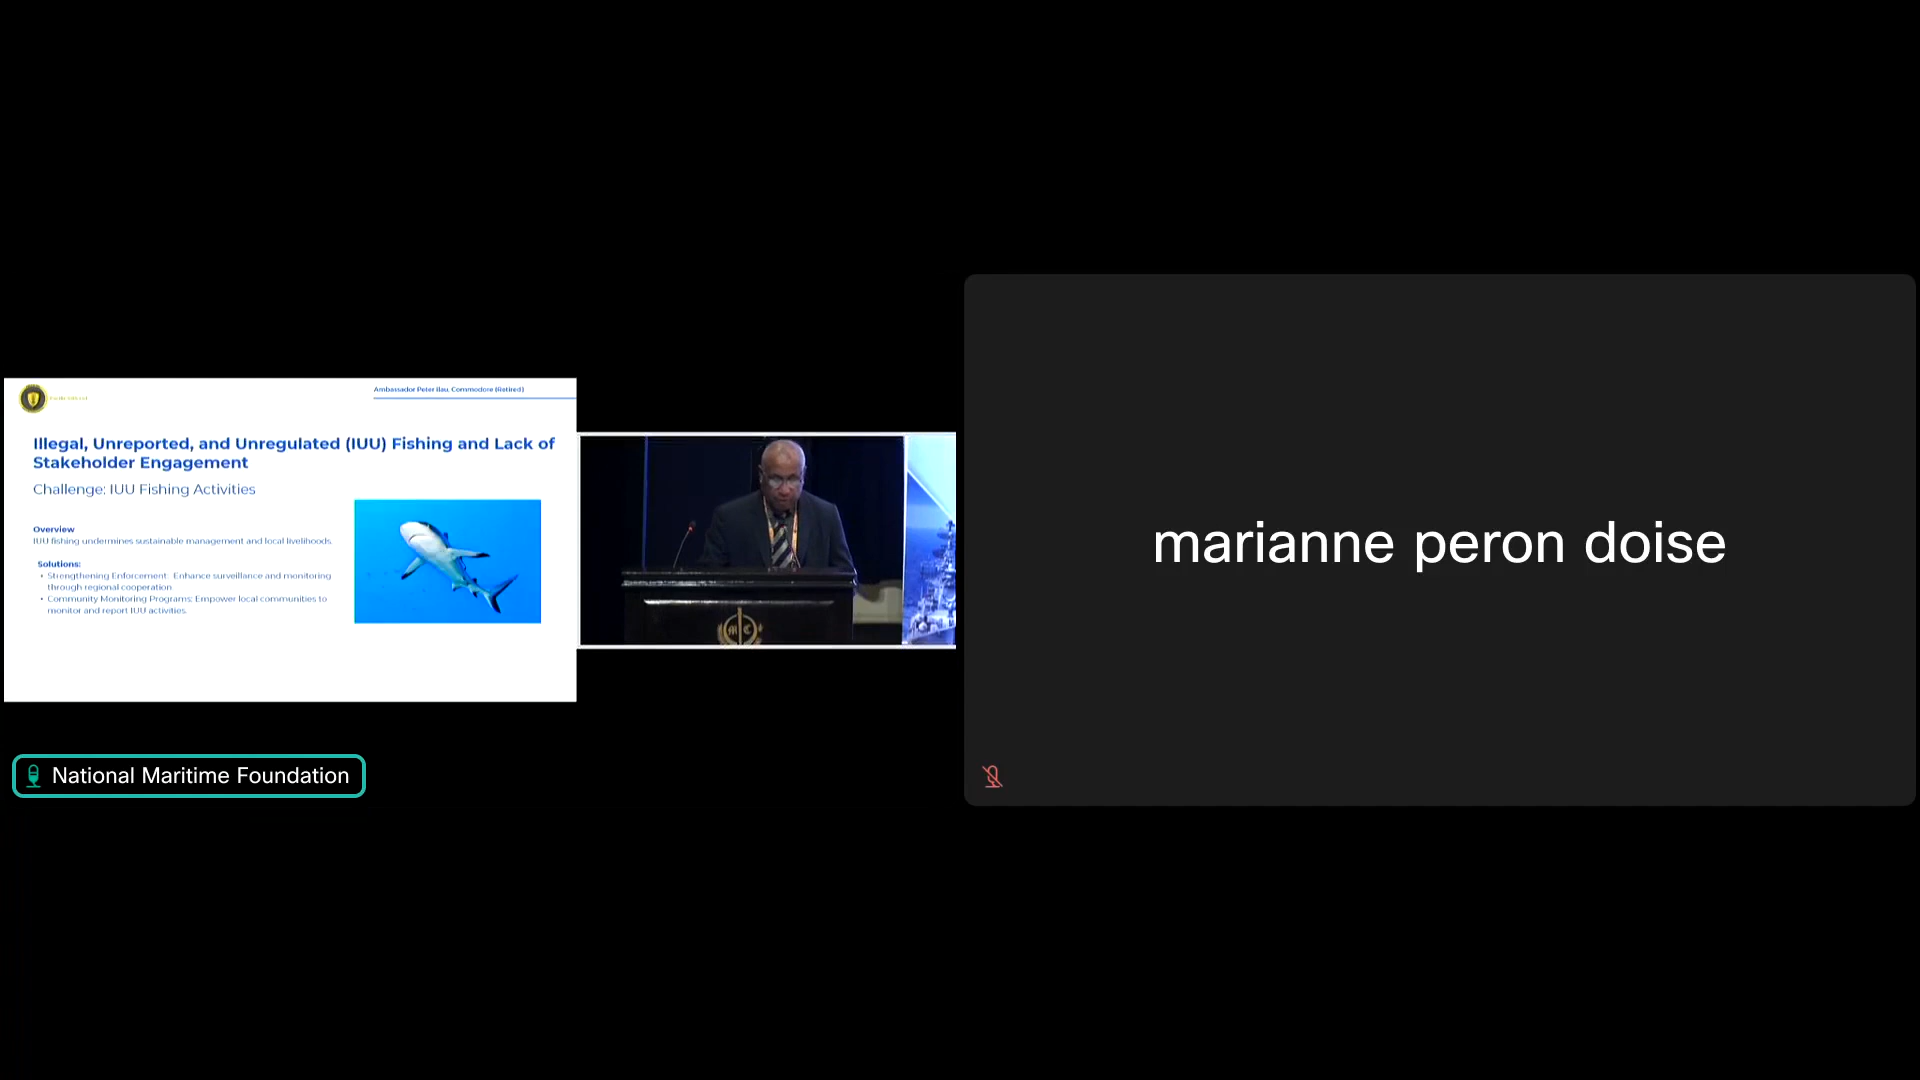 Ambassador Peter Ilau, Commodore (Retired)
Illegal, Unreported, and Unregulated (IUU) Fishing and Lack of
Stakeholder Engagement
Challenge: IUU Fishing Activities
Overview
IUU fishing undermines sustainable management and local livelihoods.
Solutions:
• Strengthening Enforcement: Enhance surveillance and monitoring
through regional cooperation
• Community Monitoring Programs: Empower local communities to
monitor and report IUU activities.
National Maritime Foundation
marianne peron doise